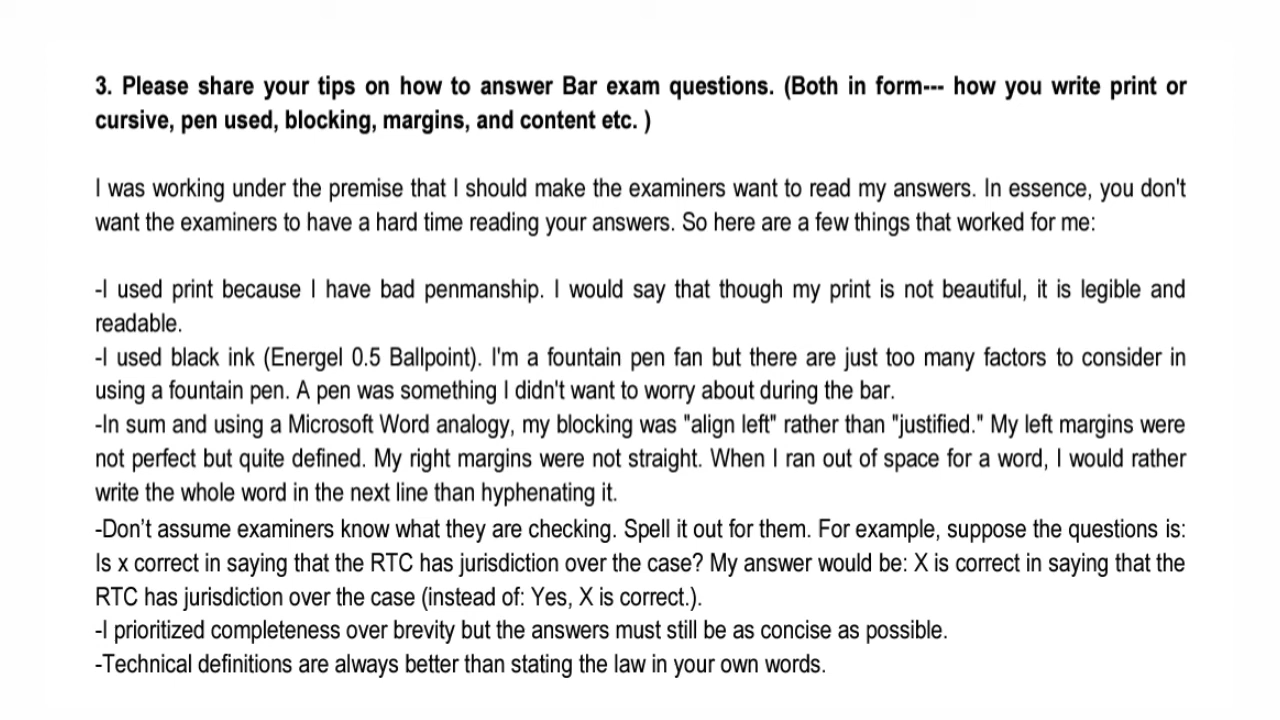 3. Please share your tips on how to answer Bar exam questions. (Both in form--- how you write print or
cursive, pen used, blocking, margins, and content etc. )
I was working under the premise that I should make the examiners want to read my answers. In essence, you don't
want the examiners to have a hard time reading your answers. So here are a few things that worked for me:
-I used print because I have bad penmanship. I would say that though my print is not beautiful, it is legible and
readable.
-I used black ink (Energel 0.5 Ballpoint). I'm a fountain pen fan but there are just too many factors to consider in
using a fountain pen. A pen was something I didn't want to worry about during the bar.
-In sum and using a Microsoft Word analogy, my blocking was "align left" rather than "justified." My left margins were
not perfect but quite defined. My right margins were not straight. When I ran out of space for a word, I would rather
write the whole word in the next line than hyphenating it.
-Don’t assume examiners know what they are checking. Spell it out for them. For example, suppose the questions is:
Is x correct in saying that the RTC has jurisdiction over the case? My answer would be: X is correct in saying that the
RTC has jurisdiction over the case (instead of: Yes, X is correct.).
-I prioritized completeness over brevity but the answers must still be as concise as possible.
-Technical definitions are always better than stating the law in your own words.